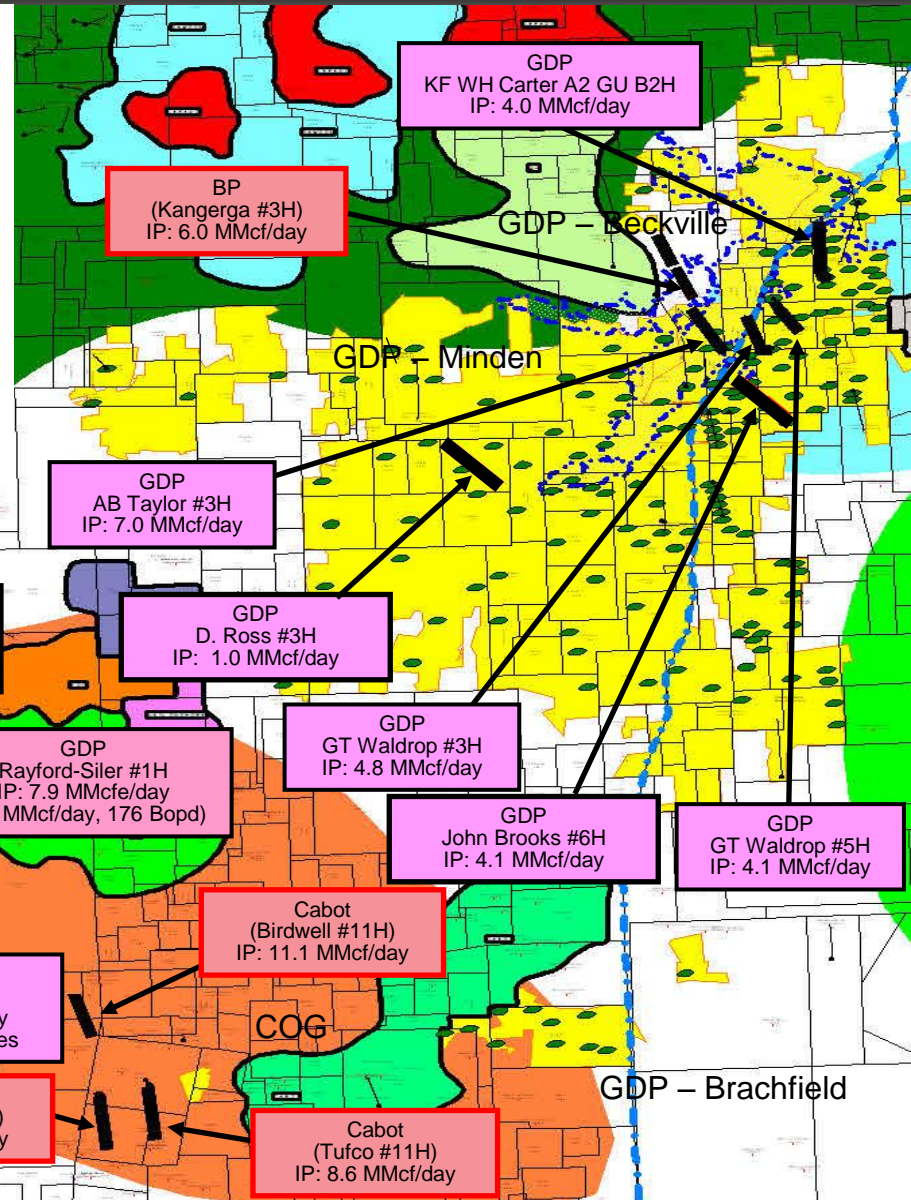 GDP
KF WH Carter A2 GU B2H
IP: 4.0 MMcf/day
BP
(Kangerga #3H)
IP: 6.0 MMcf/day
GDP – Beckville
GDP – Minden
GDP
AB Taylor #3H
IP: 7.0 MMcf/day
GDP
D. Ross #3H
IP: 1.0 MMcf/day
GDP
GT Waldrop #3H
IP: 4.8 MMcf/day
GDP
Rayford-Siler #1H
IP: 7.9 MMcfe/day
MMcf/day, 176 Bopd)
GDP
John Brooks #6H
IP: 4.1 MMcf/day
GDP
GT Waldrop #5H
IP: 4.1 MMcf/day
Cabot
(Birdwell #11H)
IP: 11.1 MMcf/day
y
es
COG
GDP – Brachfield
)
y
Cabot
(Tufco #11H)
IP: 8.6 MMcf/day